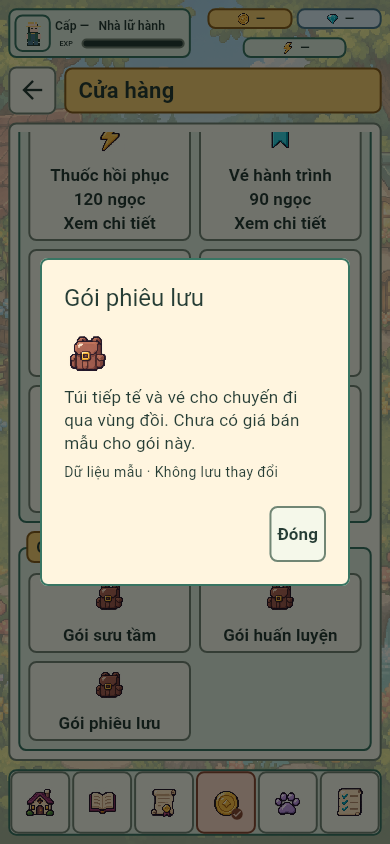 Cấp — Nhà lữ hành
EXP
—
—
—
Cửa hàng
Thuốc hồi phục
120 ngọc
Xem chi tiết
Vé hành trình
90 ngọc
Xem chi tiết
Gói phiêu lưu
Túi tiếp tế và vé cho chuyến đi
qua vùng đồi. Chưa có giá bán
mẫu cho gói này.
Dữ liệu mẫu · Không lưu thay đổi
Đóng
Gói sưu tầm
Gói huấn luyện
Gói phiêu lưu